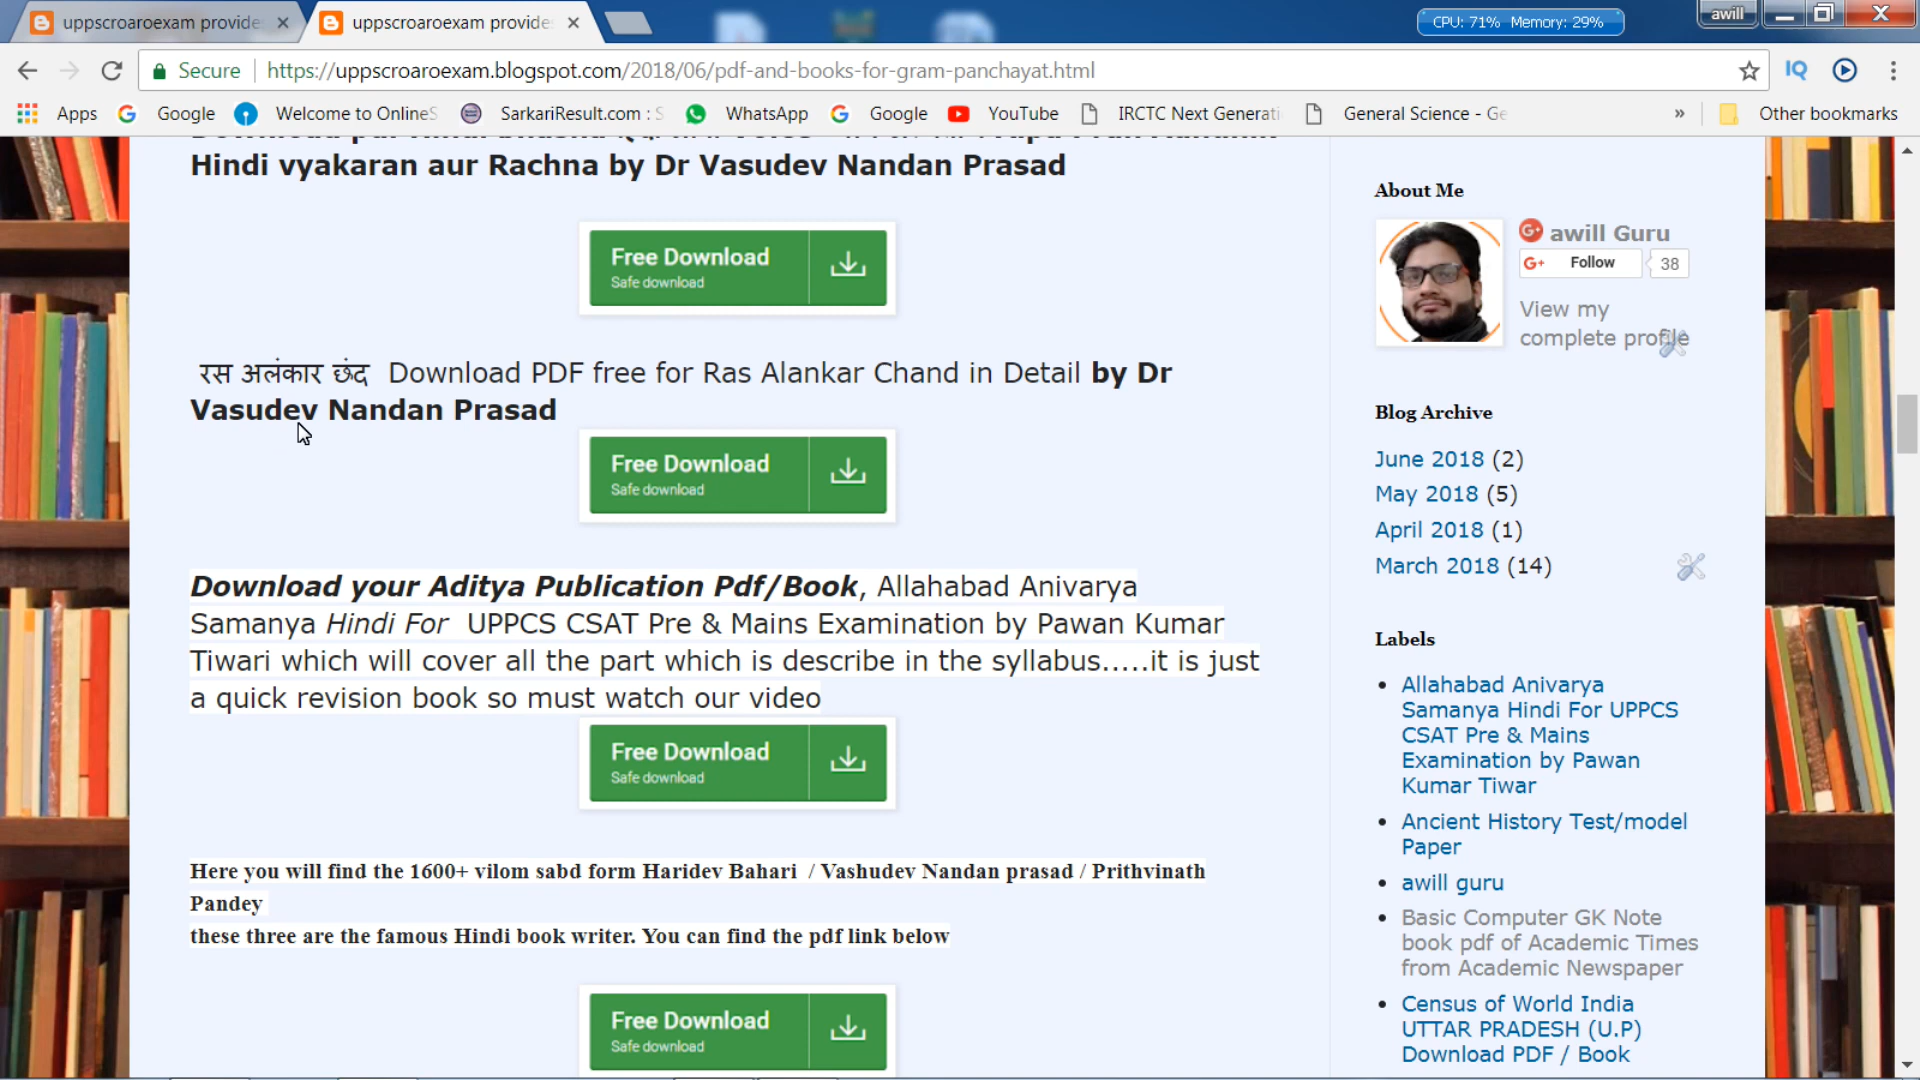 uppscroaroexam provide
uppscroaroexam provide
CPU: 71% Memory: 29%
awill
Secure
https://uppscroaroexam.blogspot.com/2018/06/pdf-and-books-for-gram-panchayat.html
IQ
Apps
Google
Welcome to OnlineS
SarkariResult.com : S
WhatsApp
Google
YouTube
IRCTC Next Generati
General Science - Ge
»
Other bookmarks
Hindi vyakaran aur Rachna by Dr Vasudev Nandan Prasad
Free Download
Safe download
रस अलंकार छंद Download PDF free for Ras Alankar Chand in Detail by Dr
Vasudev Nandan Prasad
Free Download
Safe download
Download your Aditya Publication Pdf/Book, Allahabad Anivarya
Samanya Hindi For UPPCS CSAT Pre & Mains Examination by Pawan Kumar
Tiwari which will cover all the part which is describe in the syllabus.....it is just
a quick revision book so must watch our video
Free Download
Safe download
Here you will find the 1600+ vilom sabd form Haridev Bahari / Vashudev Nandan prasad / Prithvinath
Pandey
these three are the famous Hindi book writer. You can find the pdf link below
Free Download
Safe download
About Me
awill Guru
G+ Follow 38
View my
complete profile
Blog Archive
June 2018 (2)
May 2018 (5)
April 2018 (1)
March 2018 (14)
Labels
Allahabad Anivarya
Samanya Hindi For UPPCS
CSAT Pre & Mains
Examination by Pawan
Kumar Tiwar
Ancient History Test/model
Paper
awill guru
Basic Computer GK Note
book pdf of Academic Times
from Academic Newspaper
Census of World India
UTTAR PRADESH (U.P)
Download PDF / Book